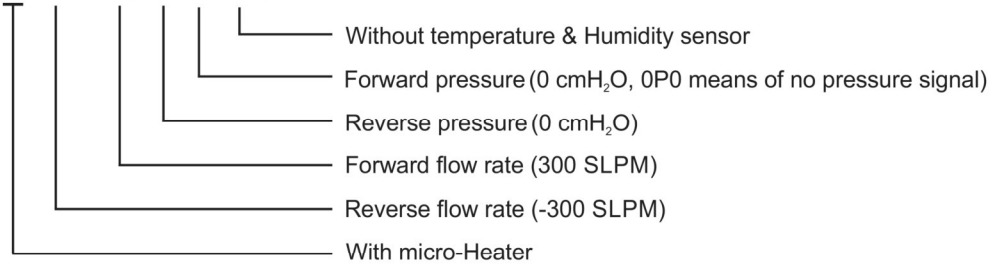 Without temperature & Humidity sensor
Forward pressure (0 cmH₂O, 0P0 means of no pressure signal)
Reverse pressure (0 cmH₂O)
Forward flow rate (300 SLPM)
Reverse flow rate (-300 SLPM)
With micro-Heater